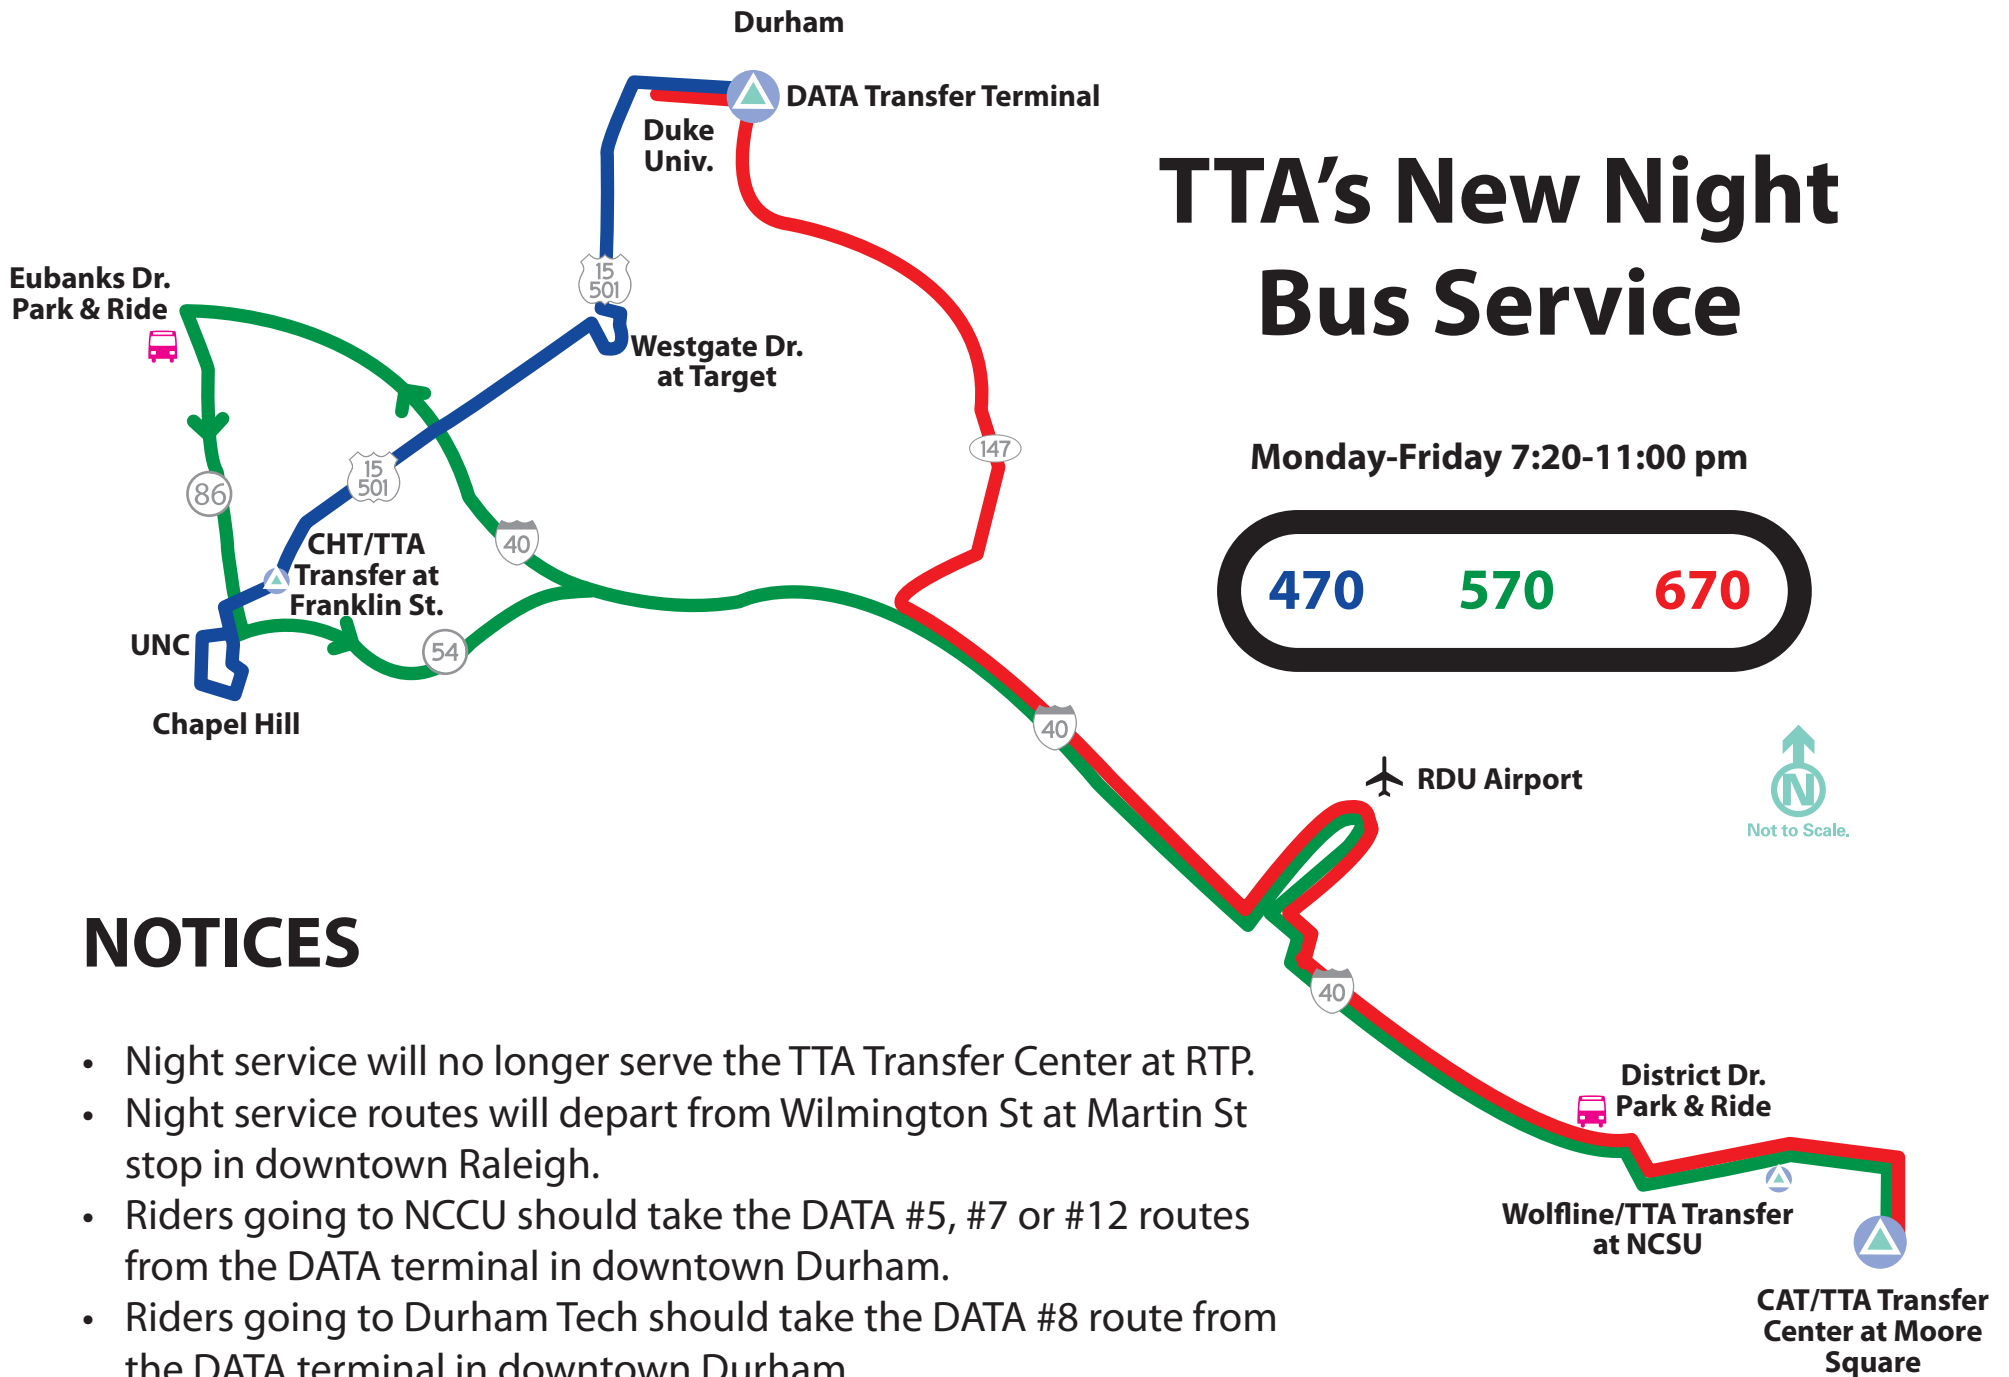 Durham
DATA Transfer Terminal
Duke
Univ.
TTA's New Night
Bus Service
Eubanks Dr.
Park & Ride
15
501
Westgate Dr.
at Target
147
Monday-Friday 7:20-11:00 pm
15
501
86
40
CHT/TTA
Transfer at
Franklin St.
470 570 670
UNC
54
Chapel Hill
40
RDU Airport
N
Not to Scale.
NOTICES
40
• Night service will no longer serve the TTA Transfer Center at RTP.
• Night service routes will depart from Wilmington St at Martin St
stop in downtown Raleigh.
• Riders going to NCCU should take the DATA #5, #7 or #12 routes
from the DATA terminal in downtown Durham.
• Riders going to Durham Tech should take the DATA #8 route from
the DATA terminal in downtown Durham
District Dr.
Park & Ride
Wolfline/TTA Transfer
at NCSU
CAT/TTA Transfer
Center at Moore
Square